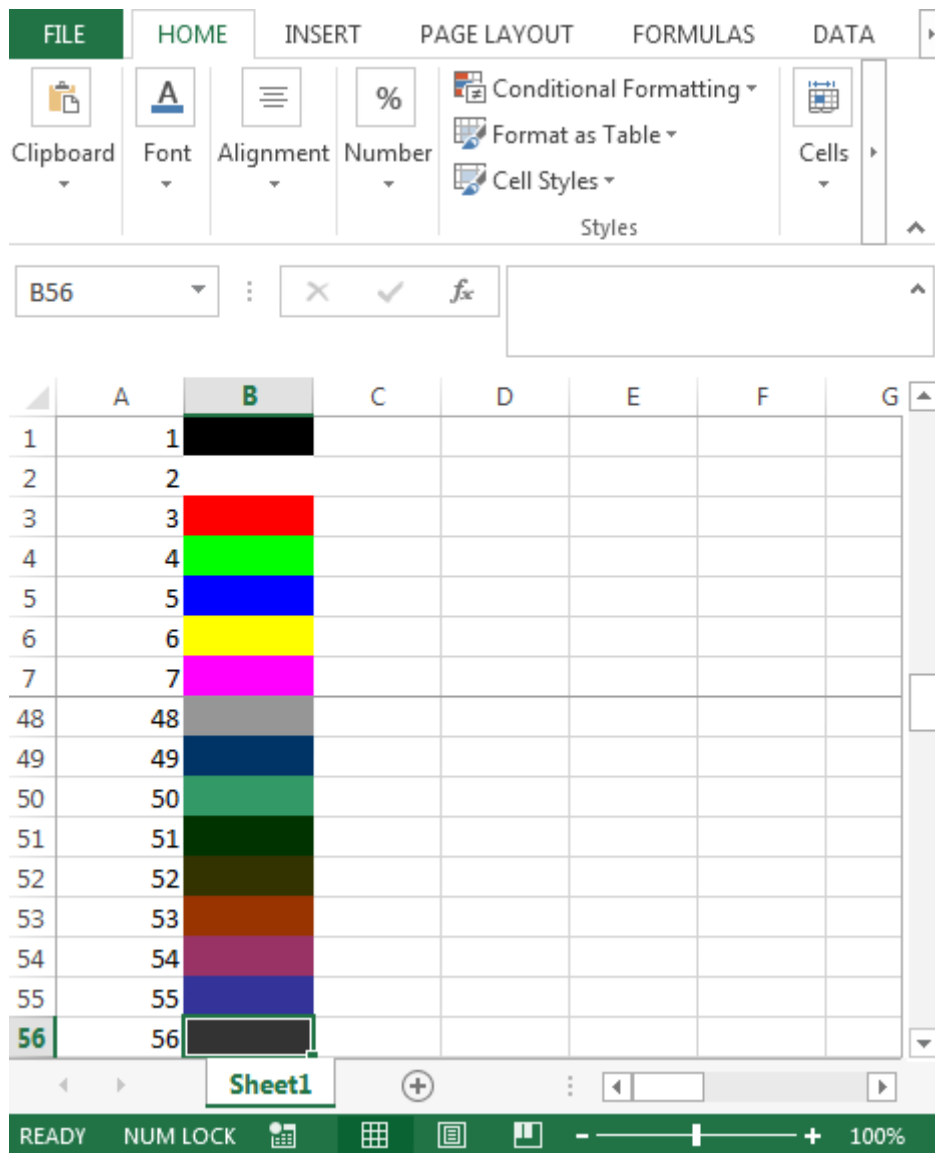 FILE HOME INSERT PAGE LAYOUT FORMULAS DATA
A % Conditional Formatting
Format as Table
Clipboard Font Alignment Number Cells
Cell Styles
Styles
B56 fx
A B C D E F G
1 1
2 2
3 3
4 4
5 5
6 6
7 7
48 48
49 49
50 50
51 51
52 52
53 53
54 54
55 55
56 56
Sheet1
READY NUM LOCK - + 100%